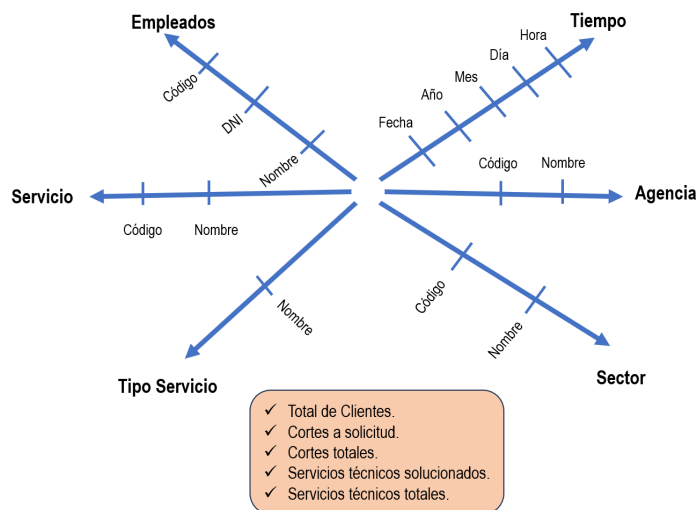 Empleados
Código
DNI
Nombre
Tiempo
Hora
Día
Mes
Año
Fecha
Servicio
Código
Nombre
Código
Nombre
Agencia
Nombre
Tipo Servicio
Código
Nombre
Sector
✓ Total de Clientes.
✓ Cortes a solicitud.
✓ Cortes totales.
✓ Servicios técnicos solucionados.
✓ Servicios técnicos totales.